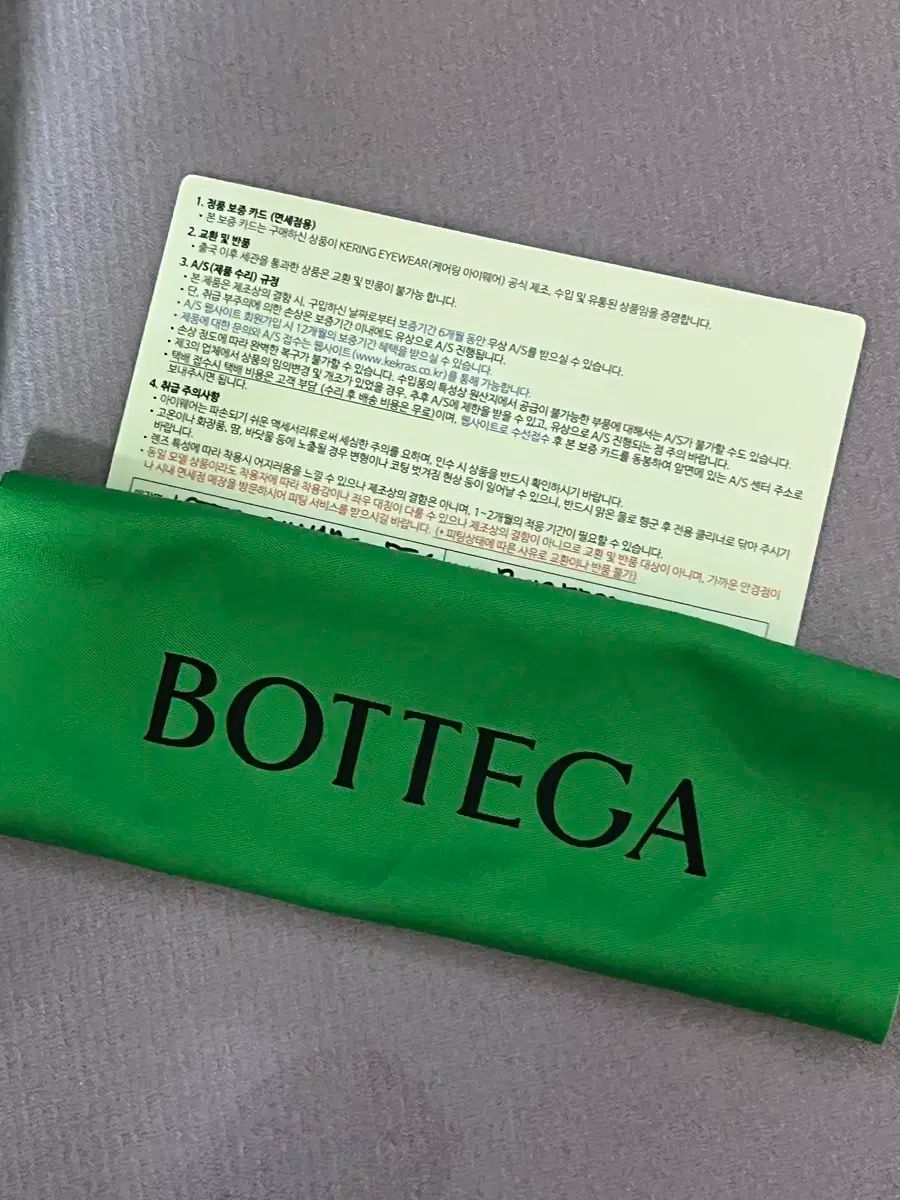 1. 정품 보증 카드 (면세점용)
• 본 보증 카드는 구매하신 상품이 KERING EYEWEAR(케어링 아이웨어) 공식 제조, 수입 및 유통된 상품임을 증명합니다.
2. 교환 및 반품
• 출국 이후 세관을 통과한 상품은 교환 및 반품이 불가능 합니다.
3. A/S(제품 수리) 규정
• 본 제품은 제조상의 결함 시, 구입하신 날짜로부터 보증기간 6개월 동안 무상 A/S를 받으실 수 있습니다.
• 단, 취급 부주의에 의한 손상은 보증기간 이내에도 유상으로 A/S 진행됩니다.
• A/S 웹사이트 회원가입 시 12개월의 보증기간 혜택을 받으실 수 있습니다.
• 제품에 대한 문의와 A/S 접수는 웹사이트(www.kekras.co.kr)를 통해 가능합니다.
• 손상 정도에 따라 완벽한 복구가 불가할 수 있습니다. 수입품의 특성상 원산지에서 공급이 불가능한 부품에 대해서는 A/S가 불가할 수도 있습니다.
• 제3의 업체에서 상품의 임의변경 및 개조가 있었을 경우, 추후 A/S에 제한을 받을 수 있고, 유상으로 A/S 진행되는 점 주의 바랍니다.
• 택배 접수시 택배 비용은 고객 부담 (수리 후 배송 비용은 무료)이며, 웹사이트로 수선접수 후 본 보증 카드를 동봉하여 앞면에 있는 A/S 센터 주소로
보내주시면 됩니다.
4. 취급 주의사항
• 아이웨어는 파손되기 쉬운 액세서리류로써 세심한 주의를 요하며, 인수 시 상품을 반드시 확인하시기 바랍니다.
• 고온이나 화장품, 땀, 바닷물 등에 노출될 경우 변형이나 코팅 벗겨짐 현상 등이 일어날 수 있으니, 반드시 맑은 물로 헹군 후 전용 클리너로 닦아 주시기
바랍니다.
• 렌즈 특성에 따라 착용시 어지러움을 느낄 수 있으나 제조상의 결함은 아니며, 1~2개월의 적응 기간이 필요할 수 있습니다.
• 동일 모델 상품이라도 착용자에 따라 착용감이나 좌우 대칭이 다를 수 있으나 제조상의 결함이 아니므로 교환 및 반품 대상이 아니며, 가까운 안경점이
나 시내 면세점 매장을 방문하시어 피팅 서비스를 받으시길 바랍니다. (* 피팅상태에 따른 사유로 교환이나 반품 불가)
BOTTEGA